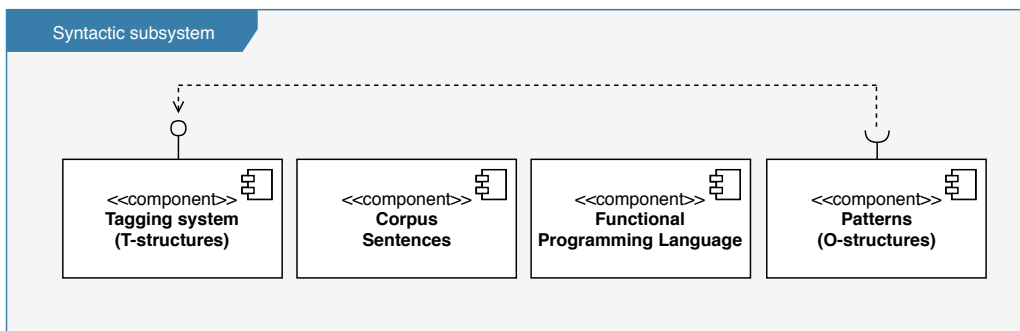 Syntactic subsystem
<<component>>
Tagging system
(T-structures)
<<component>>
Corpus
Sentences
<<component>>
Functional
Programming Language
<<component>>
Patterns
(O-structures)